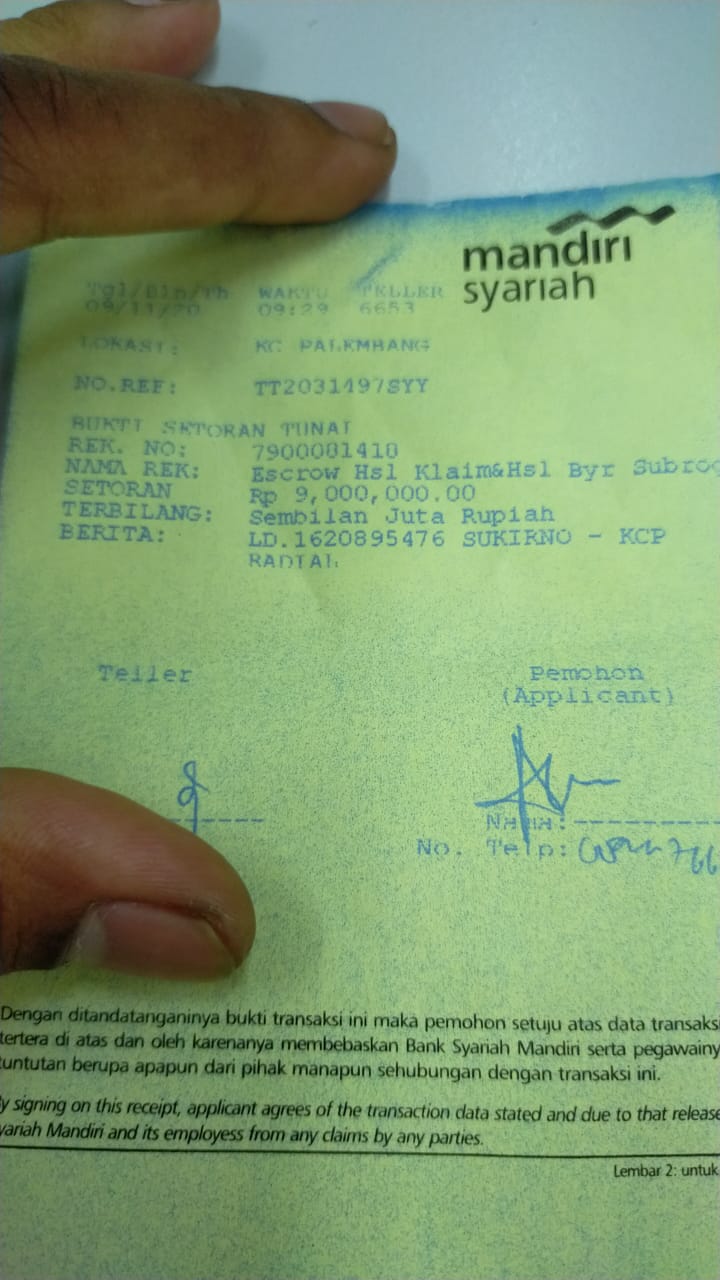 mandiri
syariah
Tgl/Bln/Th WAKTU TELLER
09/11/20 09:29 6653
LOKASI: KC PALEMBANG
NO.REF: TT2031497SYY
BUKTI SETORAN TUNAI
REK. NO: 7900081418
NAMA REK: Escrow Hsl Klaim&Hsl Byr Subrog
SETORAN Rp 9,000,000.00
TERBILANG: Sembilan Juta Rupiah
BERITA: LD.1620895476 SUKIRNO - KCP
RADIAL
Teller Pemohon
(Applicant)
Nama:
No. Telp:
Dengan ditandatanganinya bukti transaksi ini maka pemohon setuju atas data transaksi
tertera di atas dan oleh karenanya membebaskan Bank Syariah Mandiri serta pegawainy
tuntutan berupa apapun dari pihak manapun sehubungan dengan transaksi ini.
y signing on this receipt, applicant agrees of the transaction data stated and due to that release
yariah Mandiri and its employess from any claims by any parties.
Lembar 2: untuk